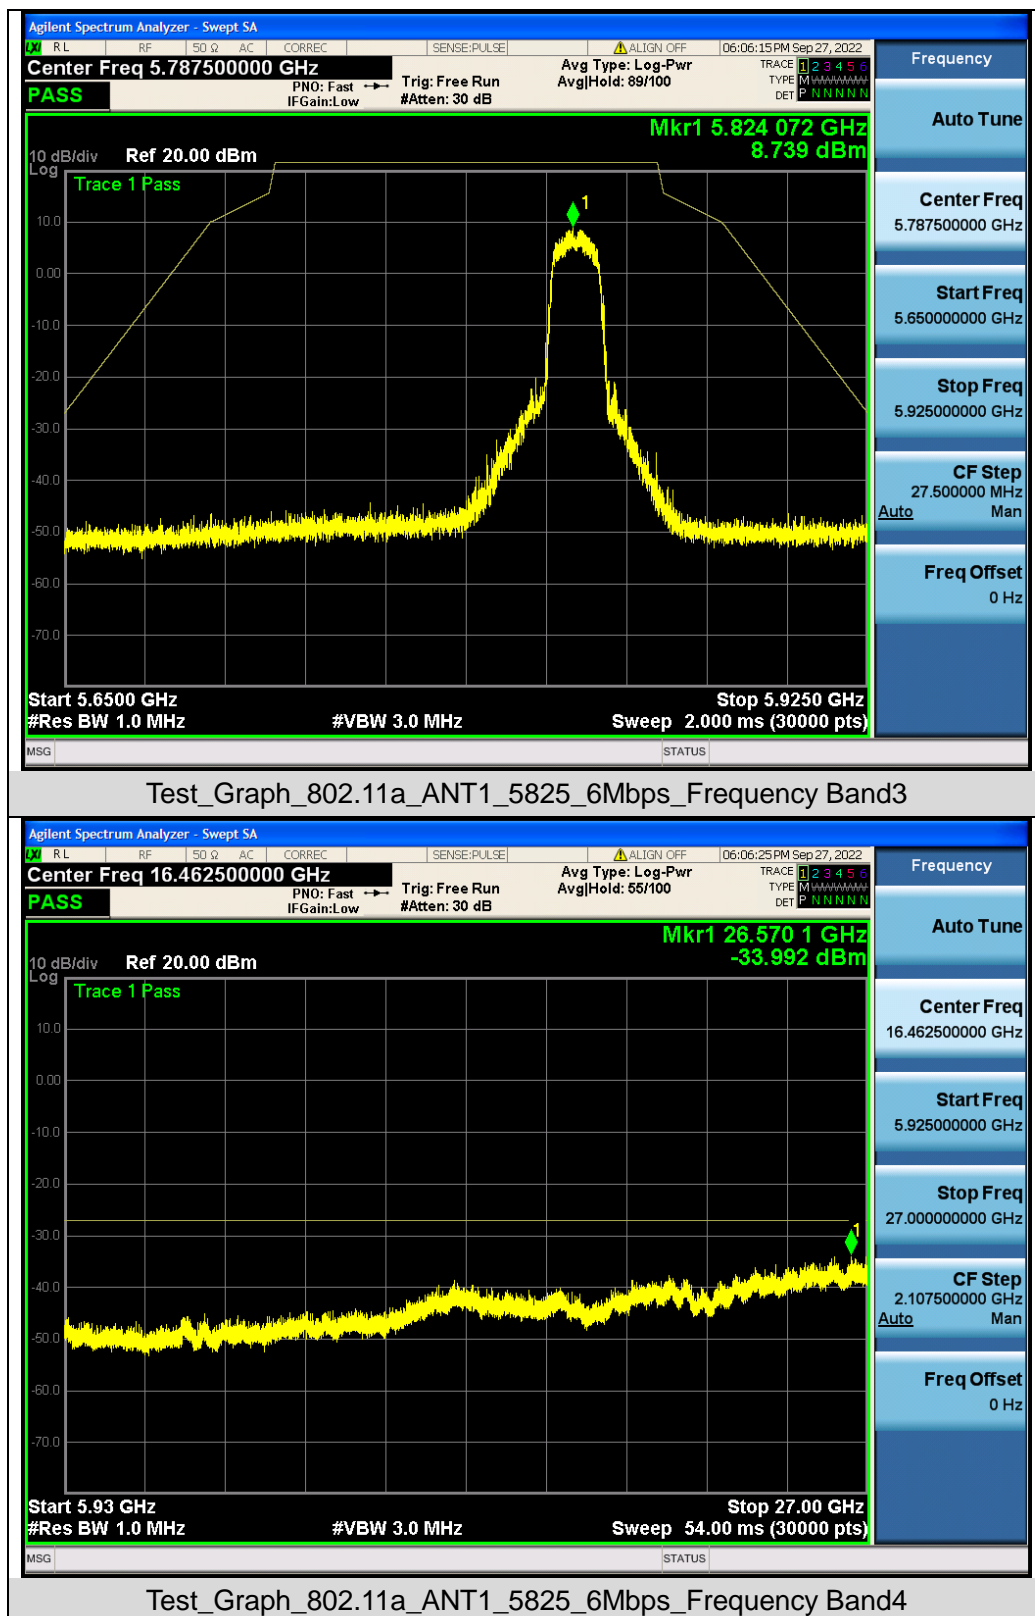 Agilent Spectrum Analyzer - Swept SA
LXI RL RF 50 Ω AC CORREC SENSE:PULSE ALIGN OFF 06:06:15 PM Sep 27, 2022
Center Freq 5.787500000 GHz
PNO: Fast
IFGain:Low
Trig: Free Run
#Atten: 30 dB
Avg Type: Log-Pwr
Avg|Hold: 89/100
TRACE 1 2 3 4 5 6
TYPE M
DET P N N N N N
PASS
Mkr1 5.824 072 GHz
8.739 dBm
10 dB/div
Log
Ref 20.00 dBm
Trace 1 Pass
1
10.0
0.00
-10.0
-20.0
-30.0
-40.0
-50.0
-60.0
-70.0
Start 5.6500 GHz
Stop 5.9250 GHz
#Res BW 1.0 MHz
#VBW 3.0 MHz
Sweep 2.000 ms (30000 pts)
MSG
STATUS
Frequency
Auto Tune
Center Freq
5.787500000 GHz
Start Freq
5.650000000 GHz
Stop Freq
5.925000000 GHz
CF Step
27.500000 MHz
Auto Man
Freq Offset
0 Hz
Test_Graph_802.11a_ANT1_5825_6Mbps_Frequency Band3
Agilent Spectrum Analyzer - Swept SA
LXI RL RF 50 Ω AC CORREC SENSE:PULSE ALIGN OFF 06:06:25 PM Sep 27, 2022
Center Freq 16.462500000 GHz
PNO: Fast
IFGain:Low
Trig: Free Run
#Atten: 30 dB
Avg Type: Log-Pwr
Avg|Hold: 55/100
TRACE 1 2 3 4 5 6
TYPE M
DET P N N N N N
PASS
Mkr1 26.570 1 GHz
-33.992 dBm
10 dB/div
Log
Ref 20.00 dBm
Trace 1 Pass
1
10.0
0.00
-10.0
-20.0
-30.0
-40.0
-50.0
-60.0
-70.0
Start 5.93 GHz
Stop 27.00 GHz
#Res BW 1.0 MHz
#VBW 3.0 MHz
Sweep 54.00 ms (30000 pts)
MSG
STATUS
Frequency
Auto Tune
Center Freq
16.462500000 GHz
Start Freq
5.925000000 GHz
Stop Freq
27.000000000 GHz
CF Step
2.107500000 GHz
Auto Man
Freq Offset
0 Hz
Test_Graph_802.11a_ANT1_5825_6Mbps_Frequency Band4